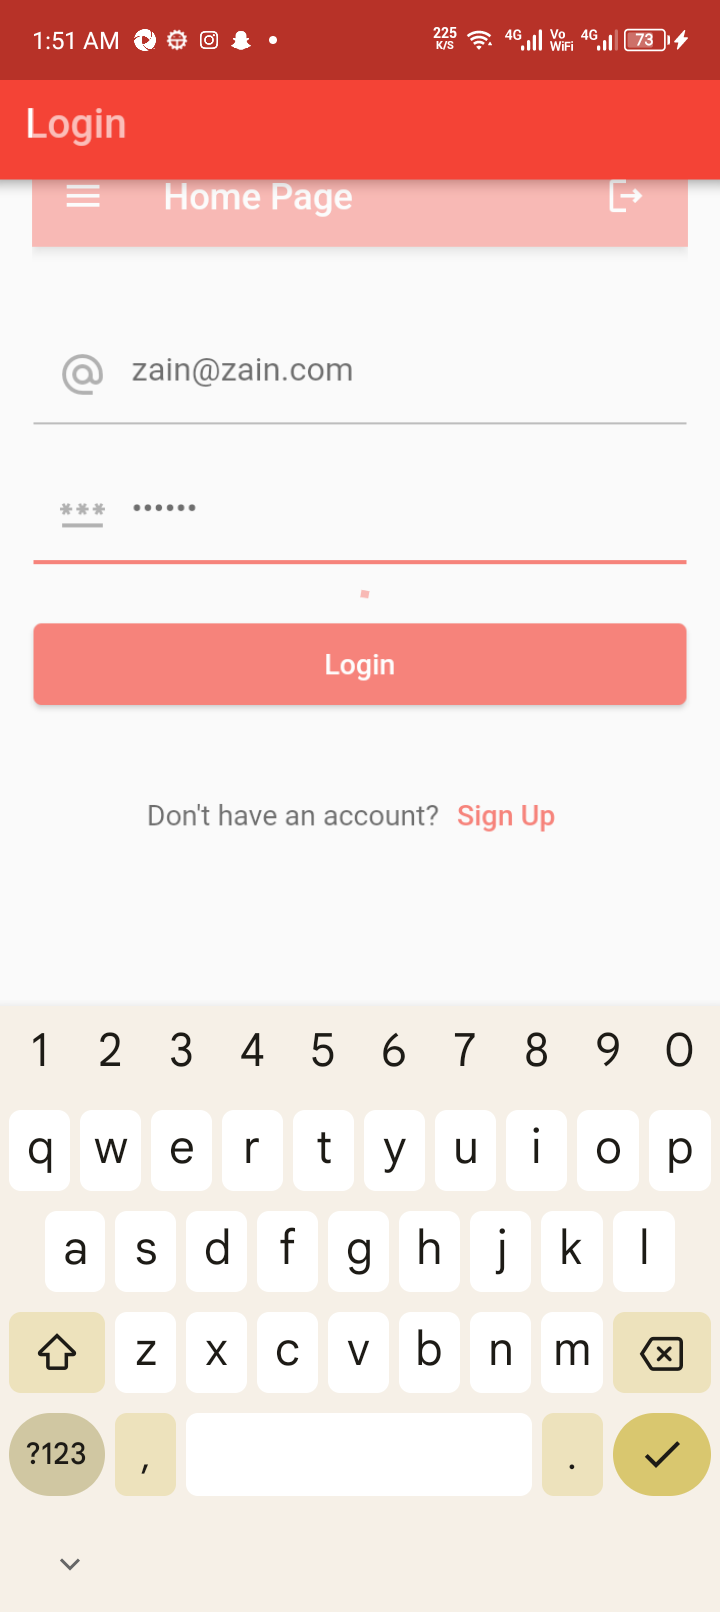 1:51 AM 225 K/S 4G Vo WiFi 4G 73
Login
Home Page
@ zain@zain.com
*** ••••••
Login
Don't have an account? Sign Up
1 2 3 4 5 6 7 8 9 0
q w e r t y u i o p
a s d f g h j k l
z x c v b n m
?123 , .